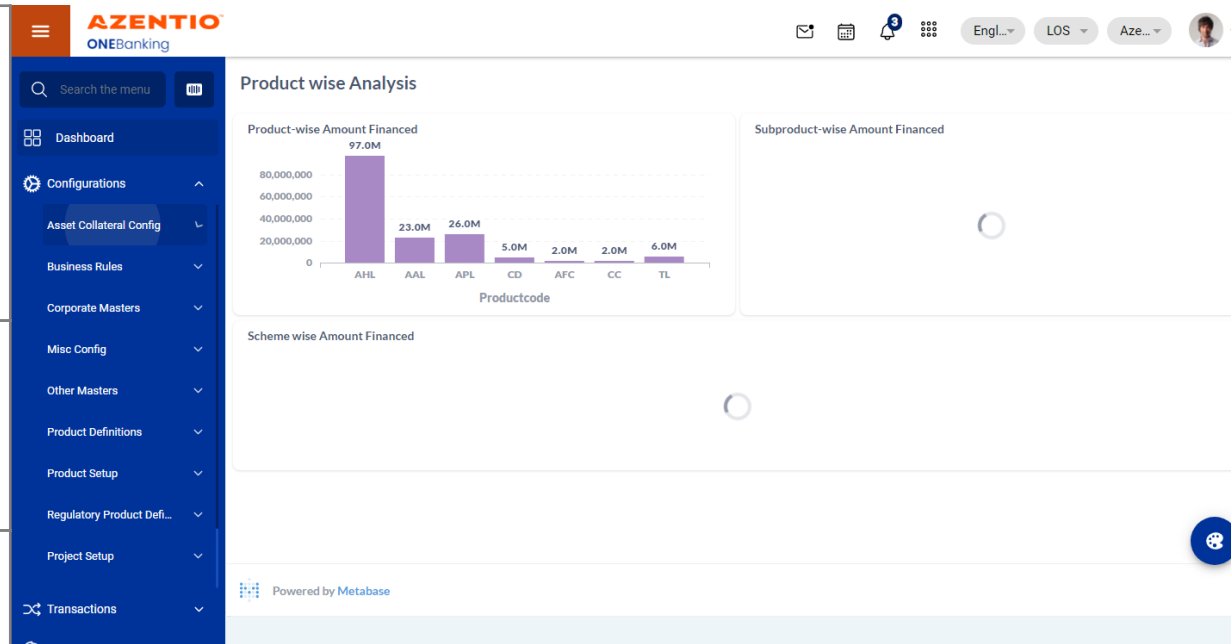 AZENTIO
ONEBanking
3
Engl...
LOS
Aze...
Search the menu
Dashboard
Configurations
Asset Collateral Config
Business Rules
Corporate Masters
Misc Config
Other Masters
Product Definitions
Product Setup
Regulatory Product Defi...
Project Setup
Transactions
Product wise Analysis
Product-wise Amount Financed
97.0M
80,000,000
60,000,000
40,000,000
23.0M
26.0M
20,000,000
5.0M
2.0M
2.0M
6.0M
0
AHL AAL APL CD AFC CC TL
Productcode
Subproduct-wise Amount Financed
Scheme wise Amount Financed
Powered by Metabase